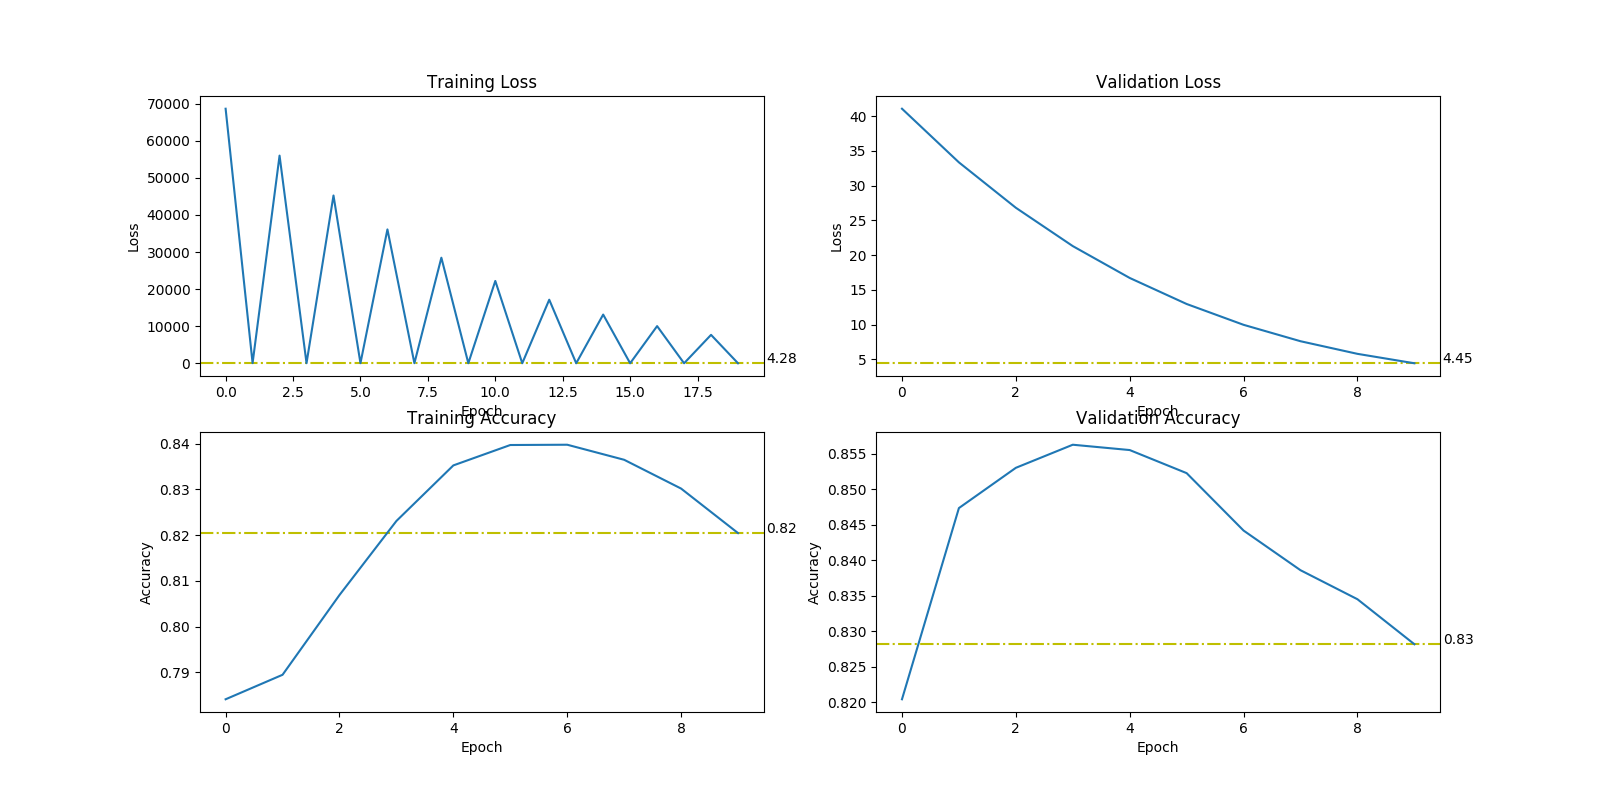 Training Loss
70000
60000
50000
40000
30000
20000
10000
0
Loss
4.28
0.0 2.5 5.0 7.5 10.0 12.5 15.0 17.5
Epoch
Validation Loss
40
35
30
25
20
15
10
5
Loss
4.45
0 2 4 6 8
Epoch
Training Accuracy
0.84
0.83
0.82
0.81
0.80
0.79
Accuracy
0.82
0 2 4 6 8
Epoch
Validation Accuracy
0.855
0.850
0.845
0.840
0.835
0.830
0.825
0.820
Accuracy
0.83
0 2 4 6 8
Epoch